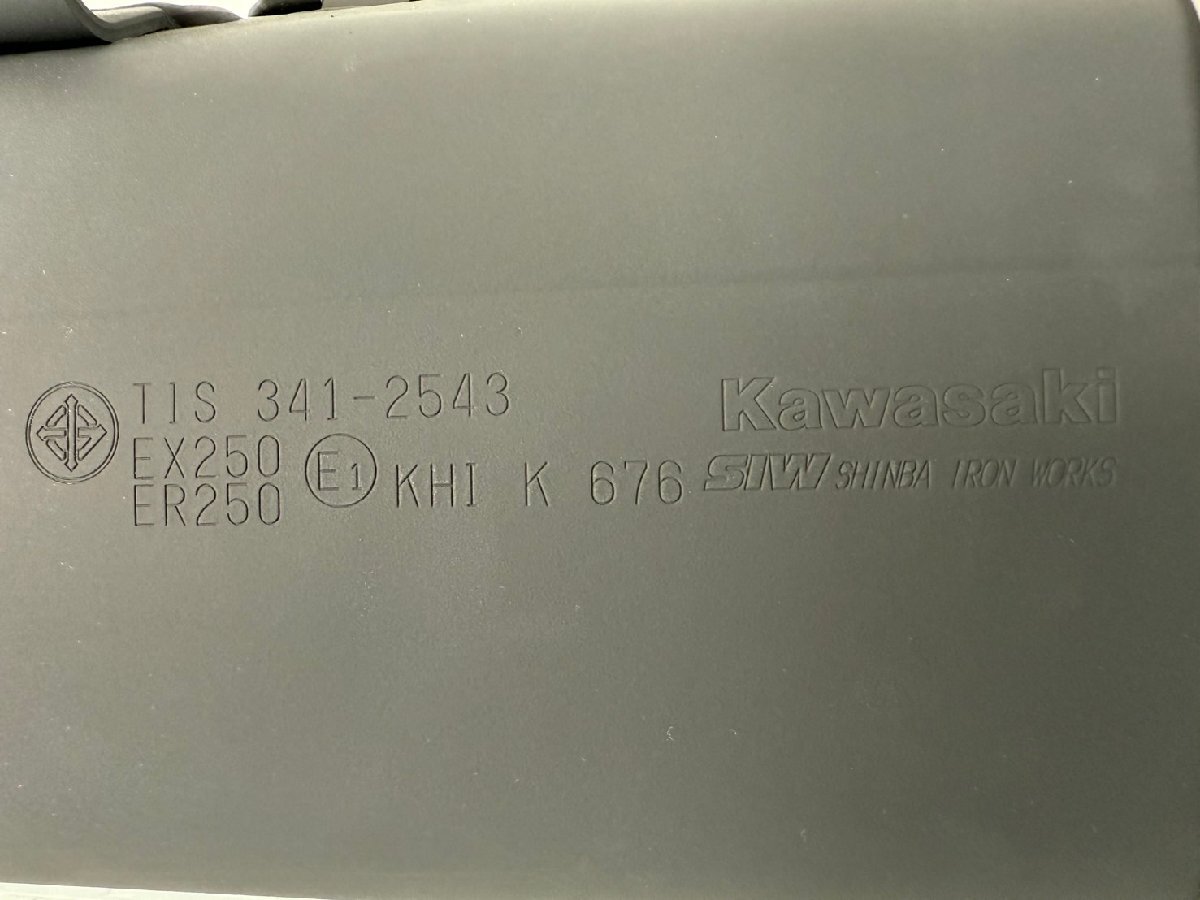 TIS 341-2543
EX250
ER250
E1 KHI K 676
Kawasaki
SIW SHINBA IRON WORKS